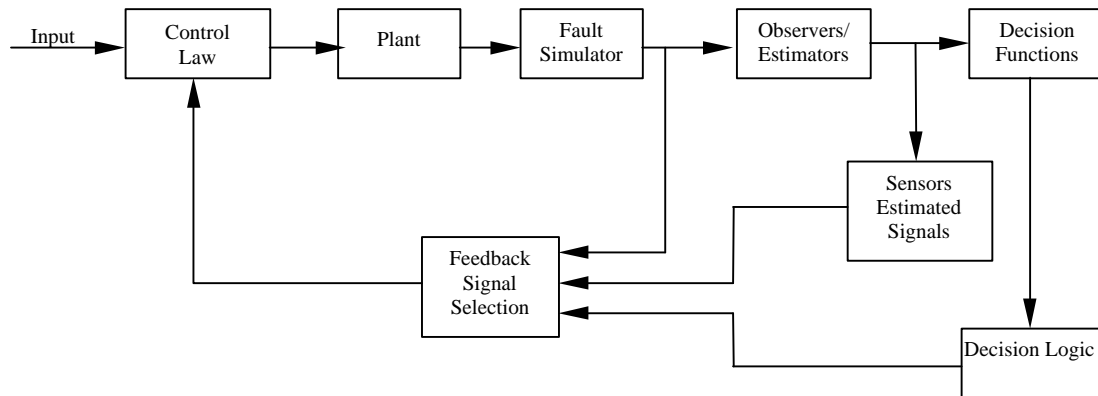 Input
Control
Law
Plant
Fault
Simulator
Observers/
Estimators
Decision
Functions
Sensors
Estimated
Signals
Feedback
Signal
Selection
Decision Logic